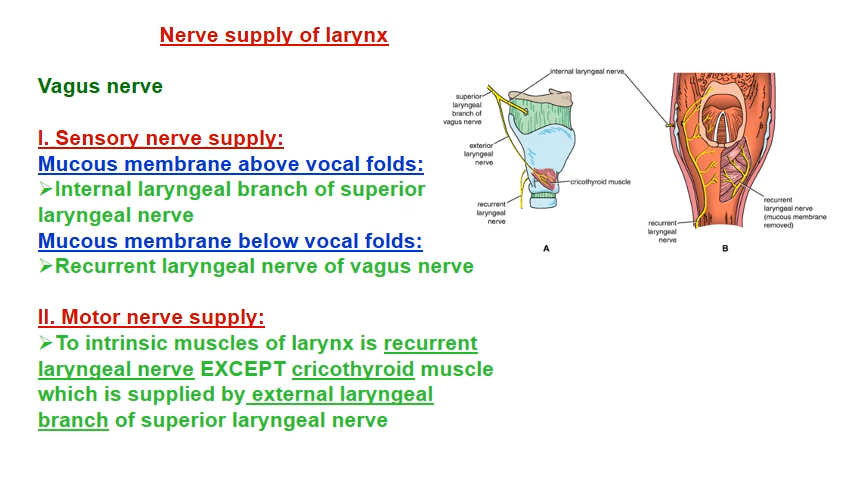 Nerve supply of larynx
Vagus nerve
I. Sensory nerve supply:
Mucous membrane above vocal folds:
➢Internal laryngeal branch of superior
laryngeal nerve
Mucous membrane below vocal folds:
➢Recurrent laryngeal nerve of vagus nerve
II. Motor nerve supply:
➢To intrinsic muscles of larynx is recurrent
laryngeal nerve EXCEPT cricothyroid muscle
which is supplied by external laryngeal
branch of superior laryngeal nerve
internal laryngeal nerve
superior
laryngeal
branch of
vagus nerve
exterior
laryngeal
nerve
cricothyroid muscle
recurrent
laryngeal
nerve
A
recurrent
laryngeal nerve
(mucous membrane
removed)
recurrent
laryngeal
nerve
B